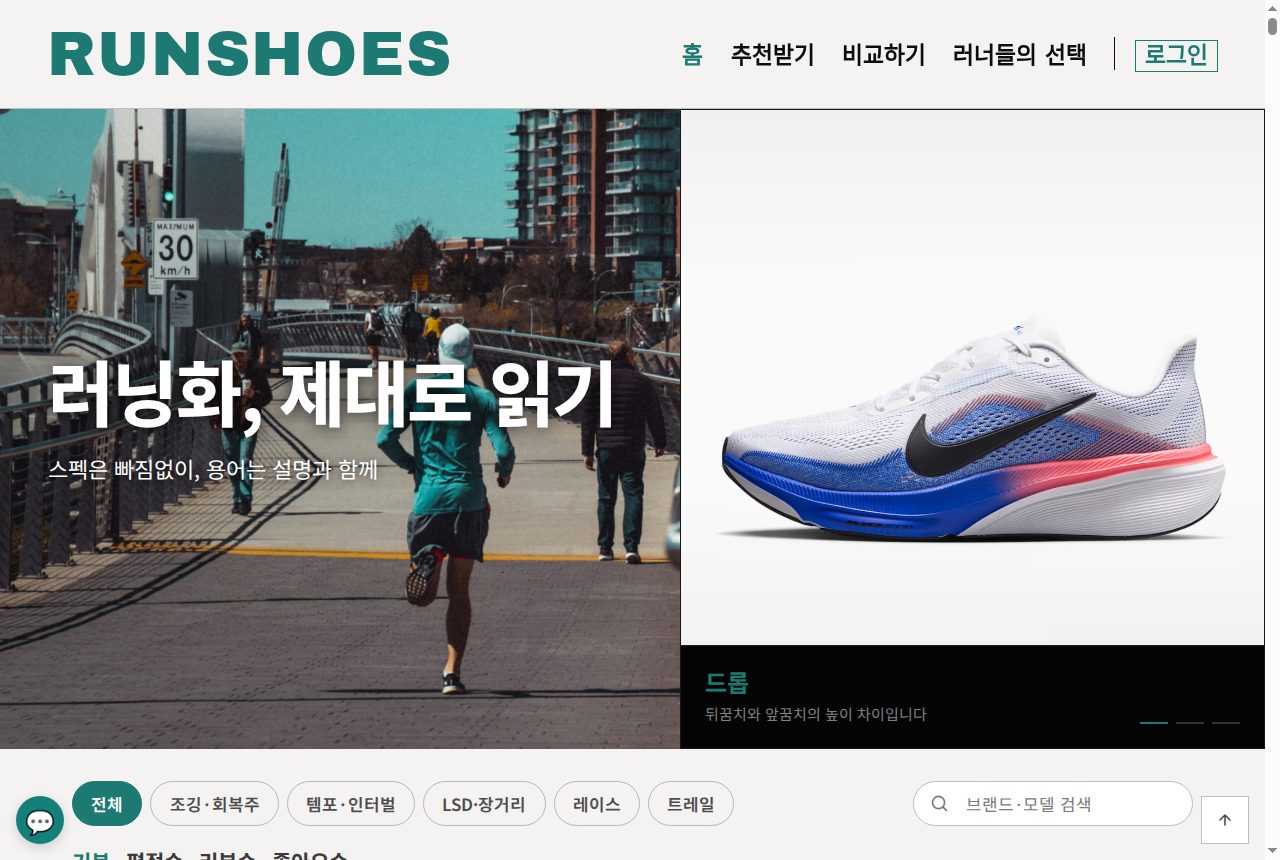 RUNSHOES
홈 추천받기 비교하기 러너들의 선택 로그인
MAXIMUM
30
km/h
러닝화, 제대로 읽기
스펙은 빠짐없이, 용어는 설명과 함께
드롭
뒤꿈치와 앞꿈치의 높이 차이입니다
전체 조깅·회복주 템포·인터벌 LSD·장거리 레이스 트레일 브랜드·모델 검색